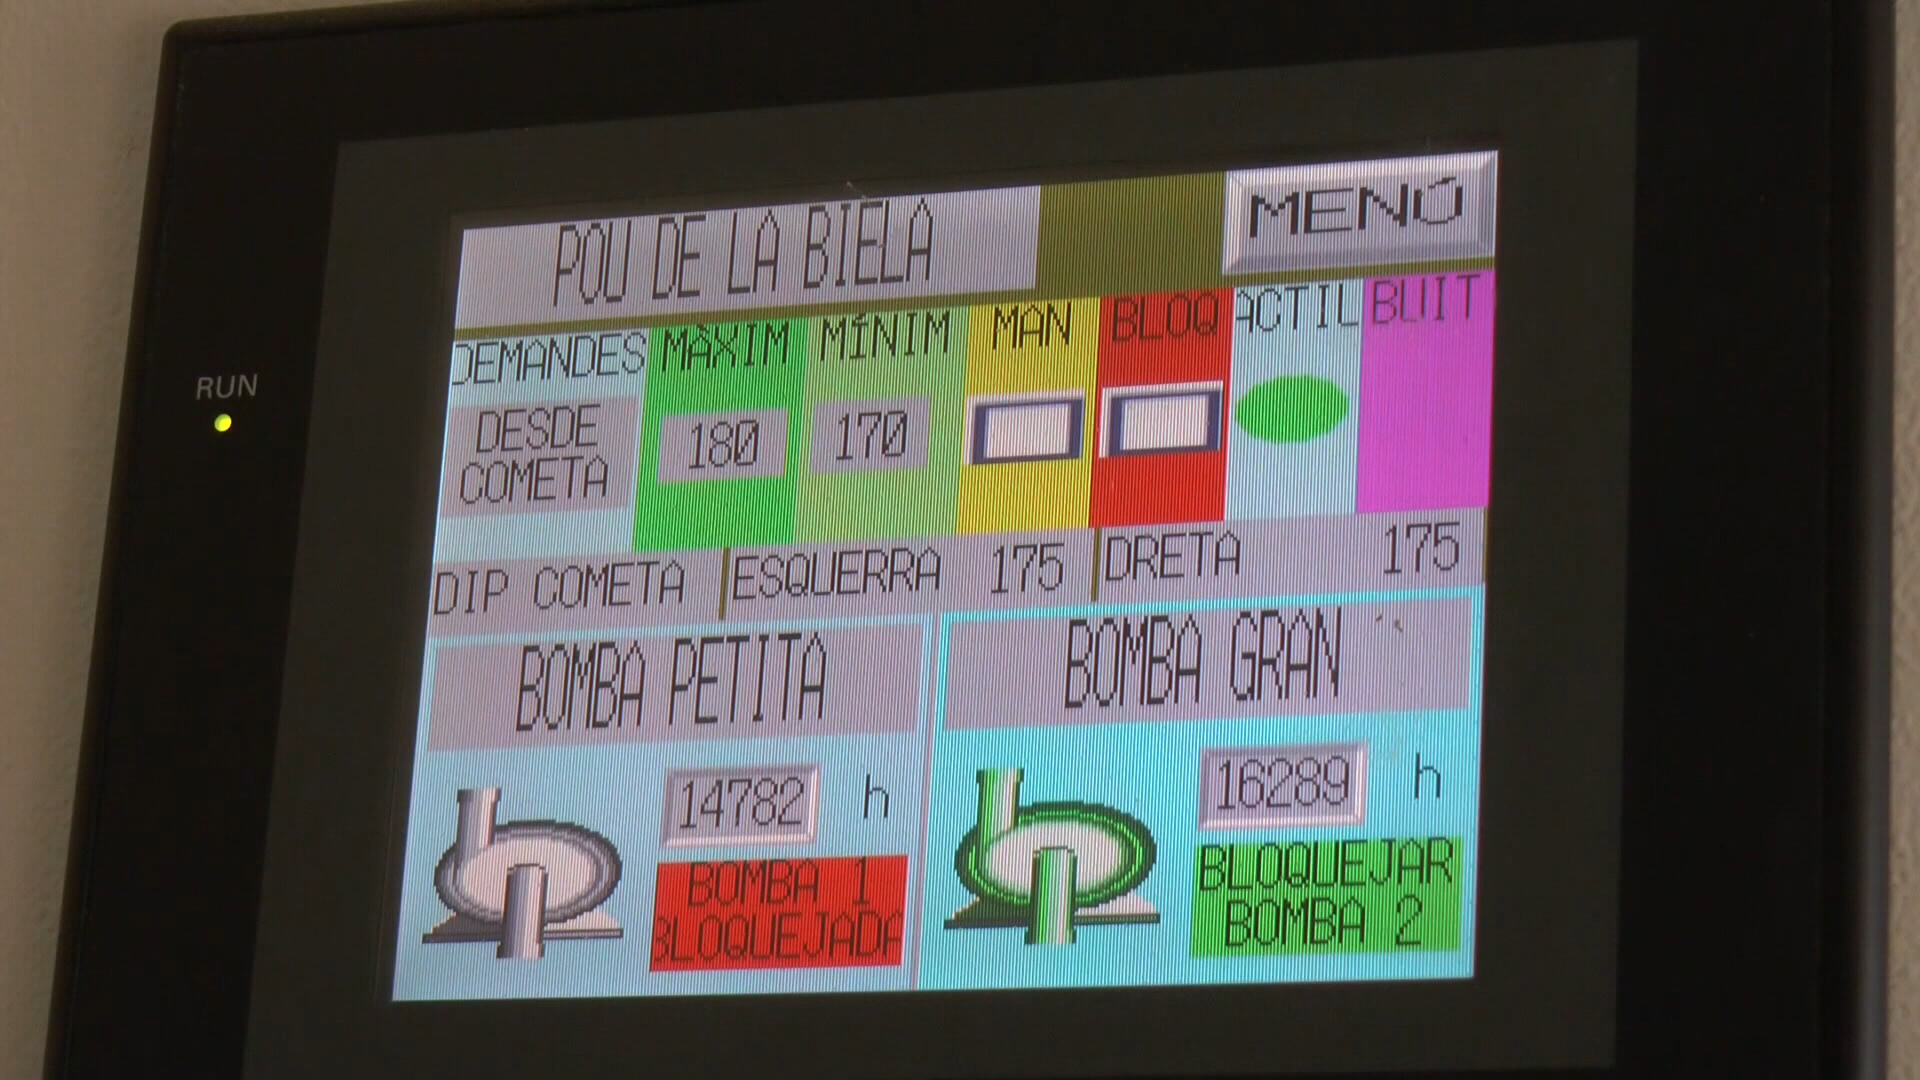 POU DE LA BIELA
MENÚ
RUN
DEMANDES MÀXIM MÍNIM MAN BLOQ ACTIL BUIT
DESDE
COMETA
180 170
DIP COMETA ESQUERRA 175 DRETA 175
BOMBA PETITA
BOMBA GRAN
14782 h
16289 h
BOMBA 1
BLOQUEJADA
BLOQUEJAR
BOMBA 2